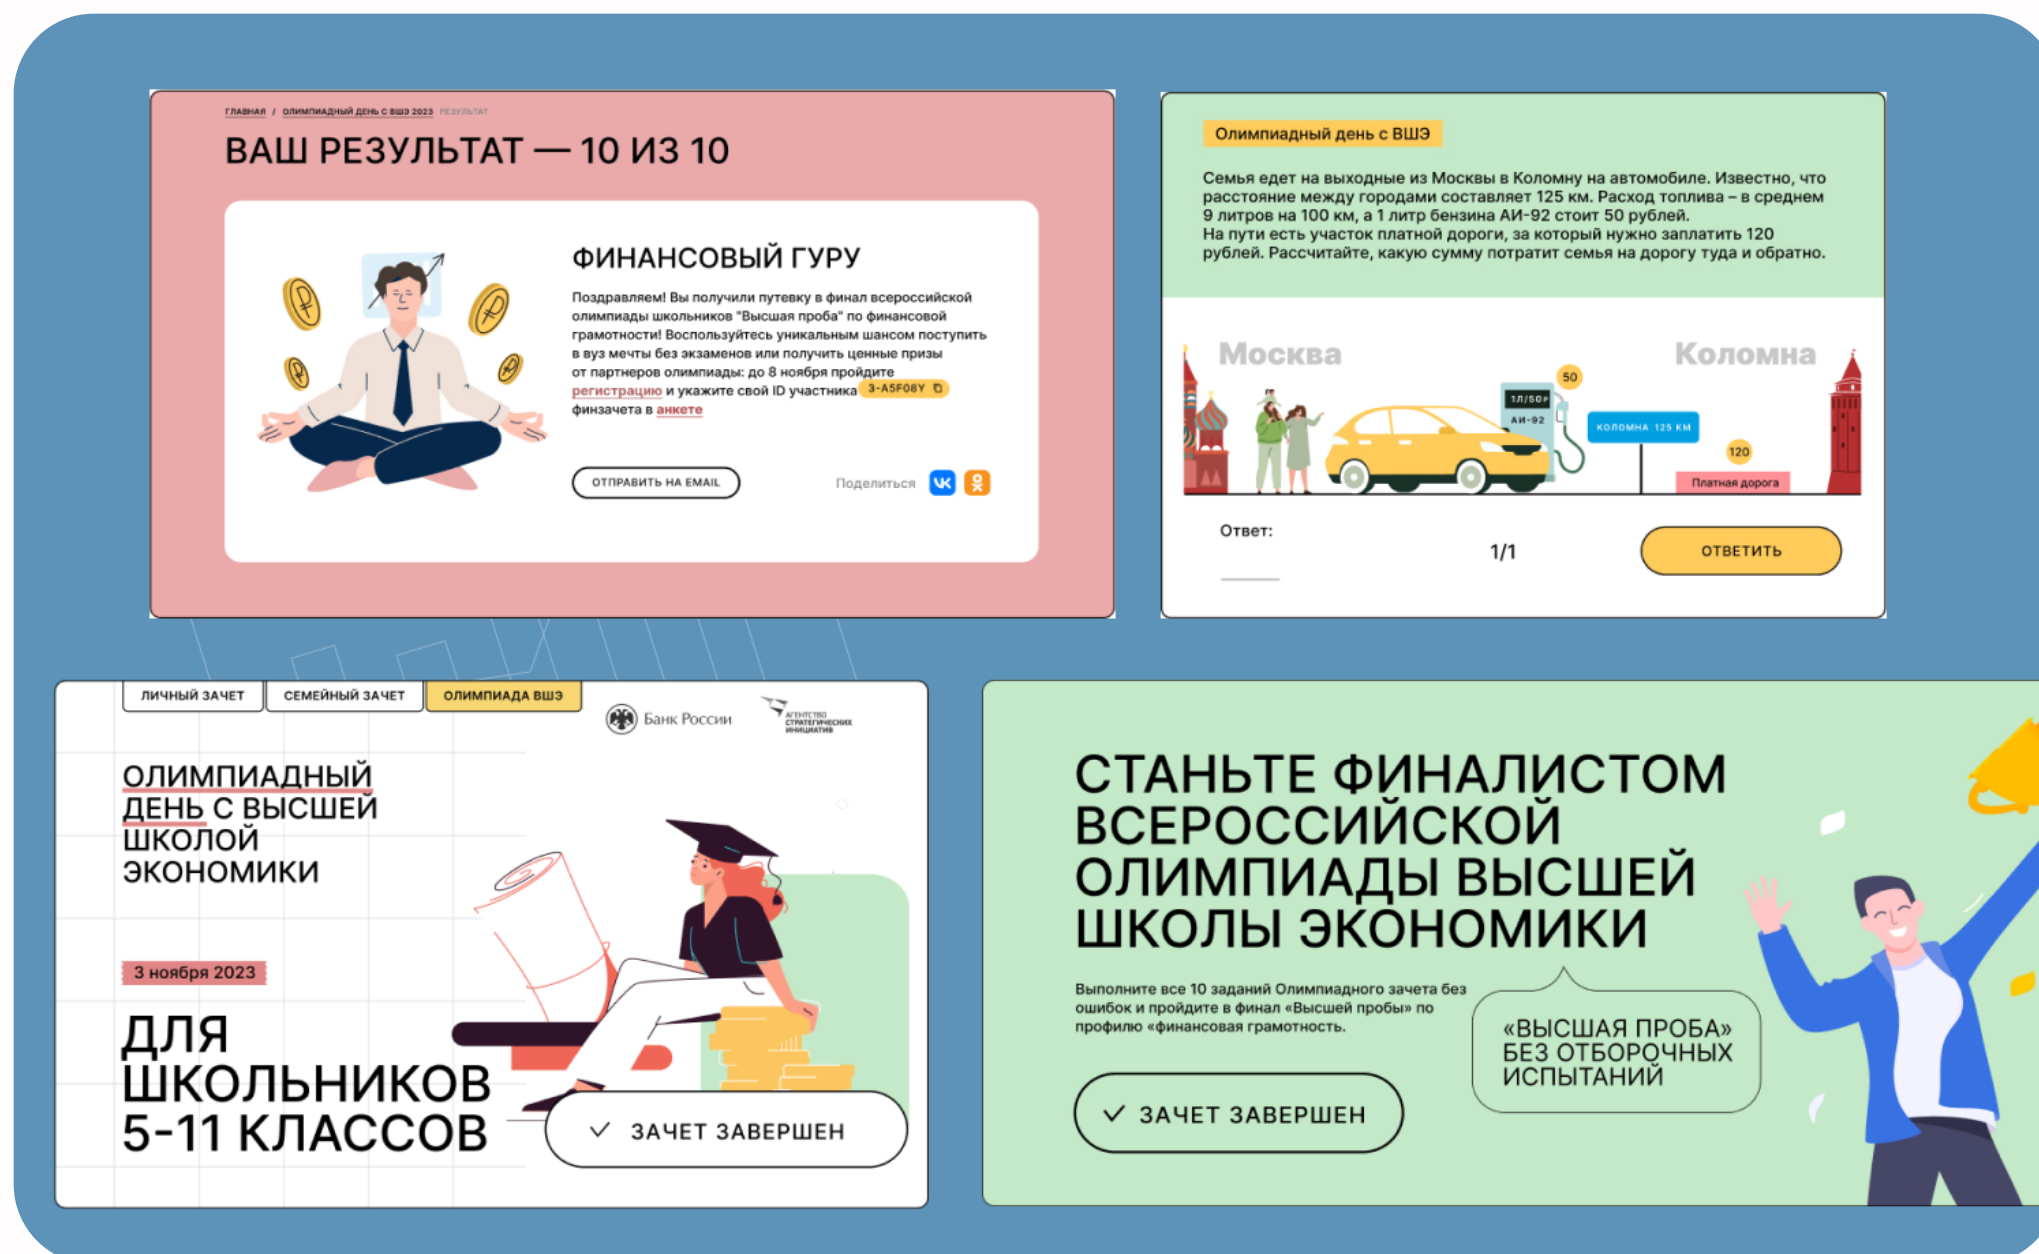 ГЛАВНАЯ / ОЛИМПИАДНЫЙ ДЕНЬ С ВШЭ 2023 РЕЗУЛЬТАТ
ВАШ РЕЗУЛЬТАТ — 10 ИЗ 10
ФИНАНСОВЫЙ ГУРУ
Поздравляем! Вы получили путевку в финал всероссийской
олимпиады школьников "Высшая проба" по финансовой
грамотности! Воспользуйтесь уникальным шансом поступить
в вуз мечты без экзаменов или получить ценные призы
от партнеров олимпиады: до 8 ноября пройдите
регистрацию и укажите свой ID участника 3-A5F08Y
финзачета в анкете
ОТПРАВИТЬ НА EMAIL
Поделиться
Олимпиадный день с ВШЭ
Семья едет на выходные из Москвы в Коломну на автомобиле. Известно, что
расстояние между городами составляет 125 км. Расход топлива – в среднем
9 литров на 100 км, а 1 литр бензина АИ-92 стоит 50 рублей.
На пути есть участок платной дороги, за который нужно заплатить 120
рублей. Рассчитайте, какую сумму потратит семья на дорогу туда и обратно.
Москва
Коломна
50
1Л/50₽
АИ-92
КОЛОМНА 125 КМ
120
Платная дорога
Ответ:
1/1
ОТВЕТИТЬ
ЛИЧНЫЙ ЗАЧЕТ
СЕМЕЙНЫЙ ЗАЧЕТ
ОЛИМПИАДА ВШЭ
Банк России
АГЕНТСТВО
СТРАТЕГИЧЕСКИХ
ИНИЦИАТИВ
ОЛИМПИАДНЫЙ
ДЕНЬ С ВЫСШЕЙ
ШКОЛОЙ
ЭКОНОМИКИ
3 ноября 2023
ДЛЯ
ШКОЛЬНИКОВ
5-11 КЛАССОВ
ЗАЧЕТ ЗАВЕРШЕН
СТАНЬТЕ ФИНАЛИСТОМ
ВСЕРОССИЙСКОЙ
ОЛИМПИАДЫ ВЫСШЕЙ
ШКОЛЫ ЭКОНОМИКИ
Выполните все 10 заданий Олимпиадного зачета без
ошибок и пройдите в финал «Высшей пробы» по
профилю «финансовая грамотность.
«ВЫСШАЯ ПРОБА»
БЕЗ ОТБОРОЧНЫХ
ИСПЫТАНИЙ
ЗАЧЕТ ЗАВЕРШЕН